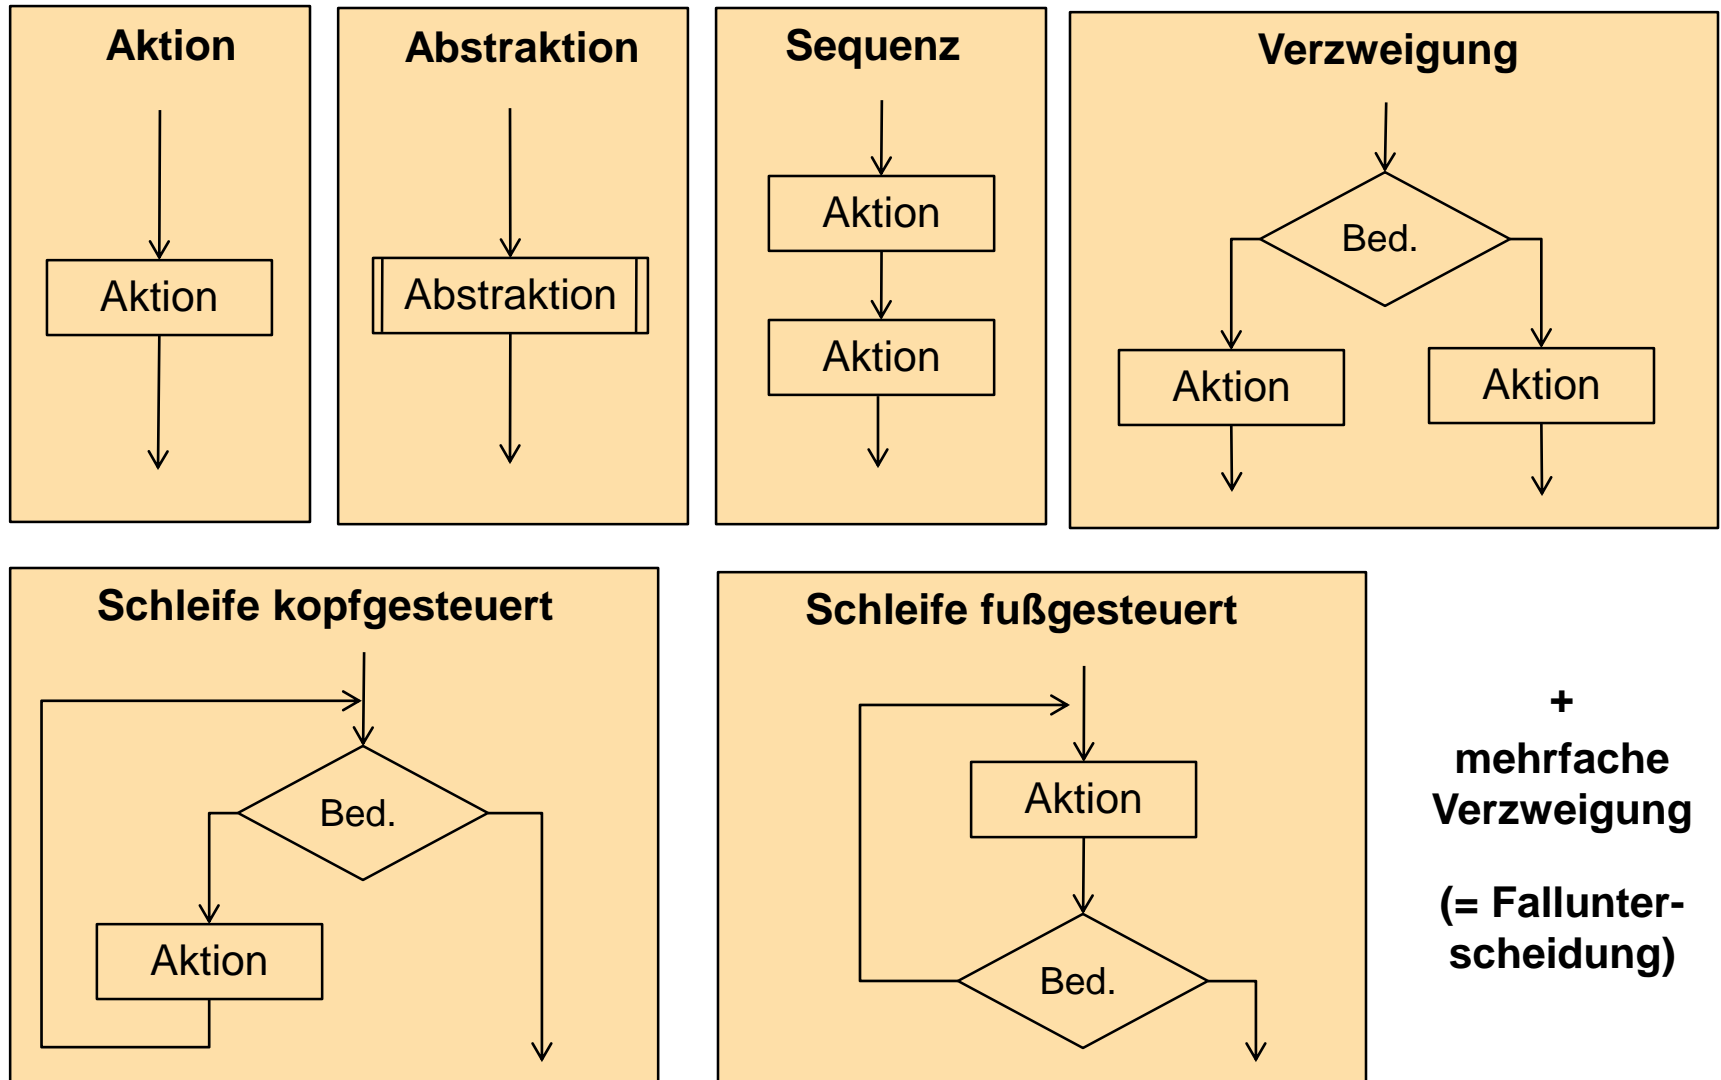 Aktion
Aktion
Abstraktion
Abstraktion
Sequenz
Aktion
Aktion
Verzweigung
Bed.
Aktion
Aktion
Schleife kopfgesteuert
Bed.
Aktion
Schleife fußgesteuert
Aktion
Bed.
+
mehrfache
Verzweigung
(= Fallunter-
scheidung)